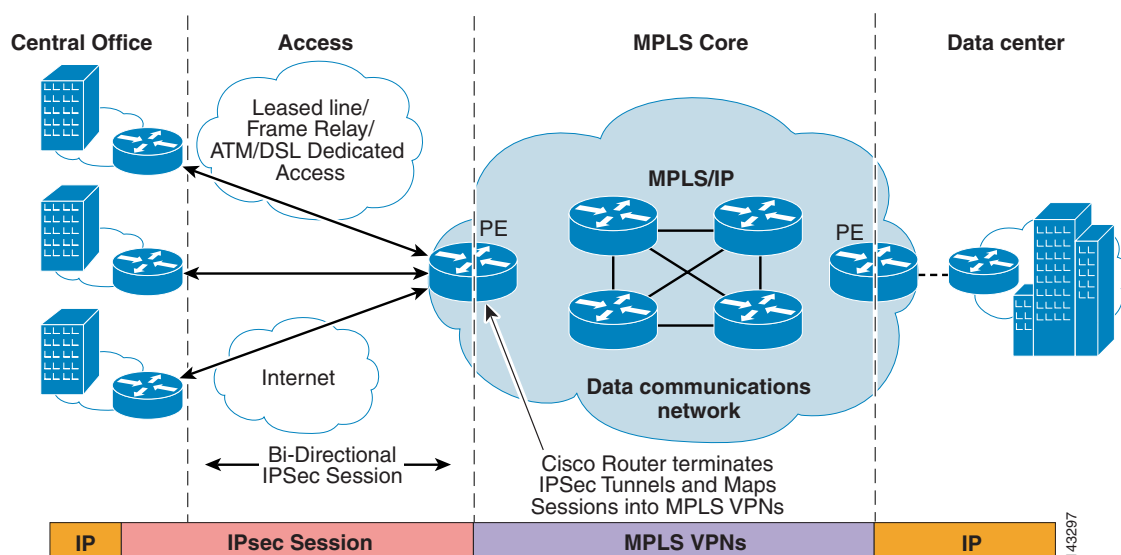 Central Office
Access
MPLS Core
Data center
Leased line/
Frame Relay/
ATM/DSL Dedicated
Access
MPLS/IP
PE
PE
Internet
Data communications
network
Bi-Directional
IPSec Session
Cisco Router terminates
IPSec Tunnels and Maps
Sessions into MPLS VPNs
IP
IPsec Session
MPLS VPNs
IP
143297